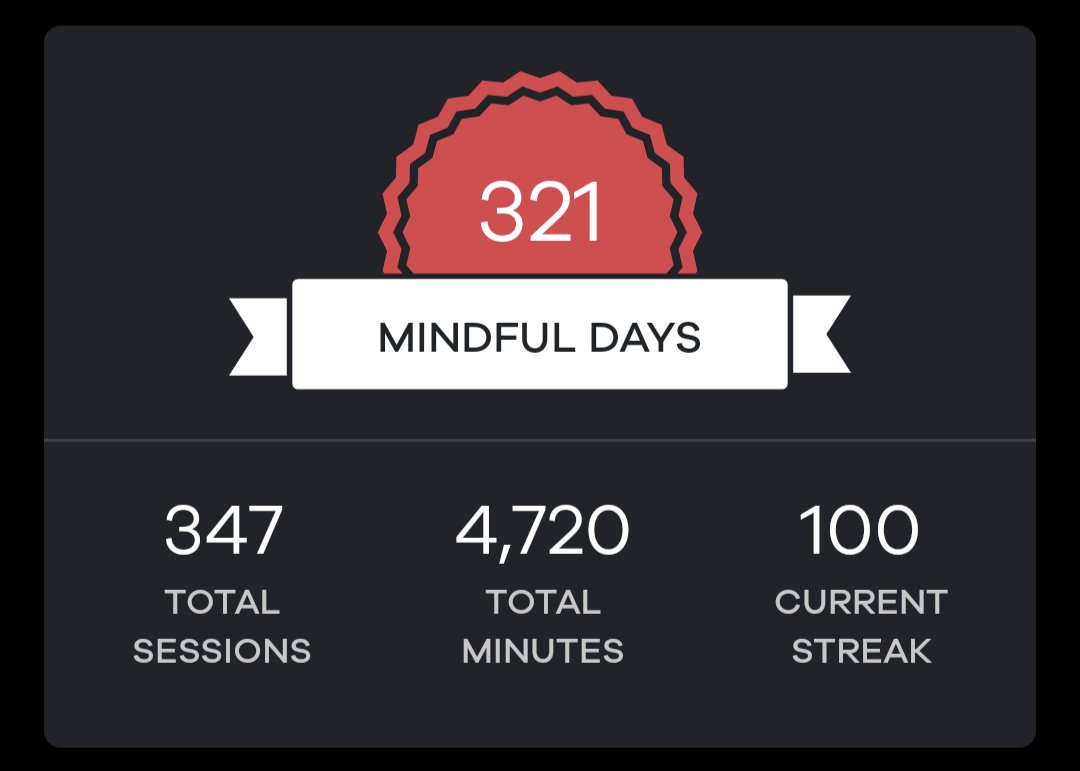 321
MINDFUL DAYS
347
4,720
100
TOTAL SESSIONS
TOTAL MINUTES
CURRENT STREAK